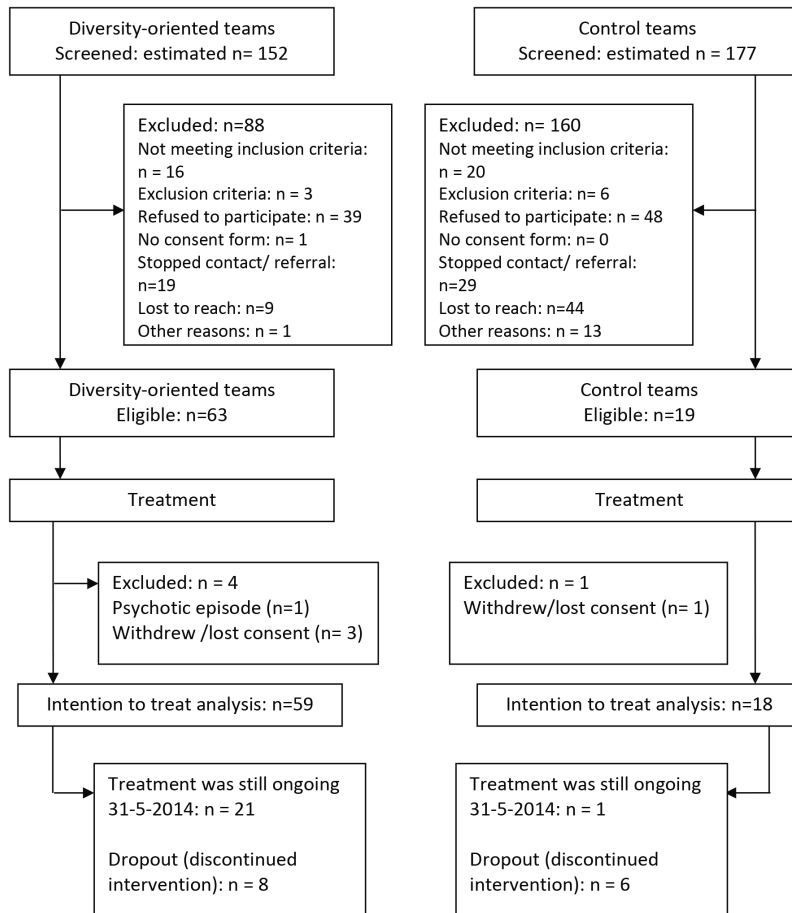 Diversity-oriented teams
Screened: estimated n= 152
Control teams
Screened: estimated n = 177
Excluded: n=88
Not meeting inclusion criteria:
n = 16
Exclusion criteria: n = 3
Refused to participate: n = 39
No consent form: n= 1
Stopped contact/ referral:
n=19
Lost to reach: n=9
Other reasons: n = 1
Excluded: n= 160
Not meeting inclusion criteria:
n = 20
Exclusion criteria: n= 6
Refused to participate: n = 48
No consent form: n= 0
Stopped contact/ referral:
n=29
Lost to reach: n=44
Other reasons: n = 13
Diversity-oriented teams
Eligible: n=63
Control teams
Eligible: n=19
Treatment
Treatment
Excluded: n = 4
Psychotic episode (n=1)
Withdrew /lost consent (n= 3)
Excluded: n = 1
Withdrew/lost consent (n= 1)
Intention to treat analysis: n=59
Intention to treat analysis: n=18
Treatment was still ongoing
31-5-2014: n = 21
Dropout (discontinued
intervention): n = 8
Treatment was still ongoing
31-5-2014: n = 1
Dropout (discontinued
intervention): n = 6